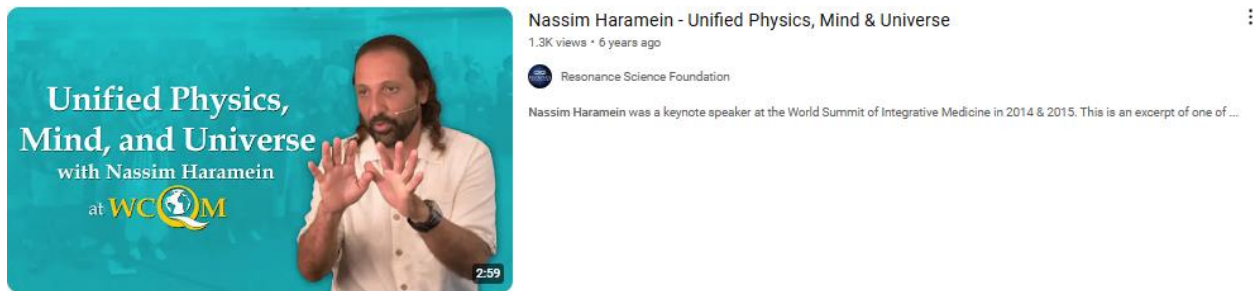 Unified Physics,
Mind, and Universe
with Nassim Haramein
at WCQM
2:59
Nassim Haramein - Unified Physics, Mind & Universe
1.3K views • 6 years ago
Resonance Science Foundation
Nassim Haramein was a keynote speaker at the World Summit of Integrative Medicine in 2014 & 2015. This is an excerpt of one of ...